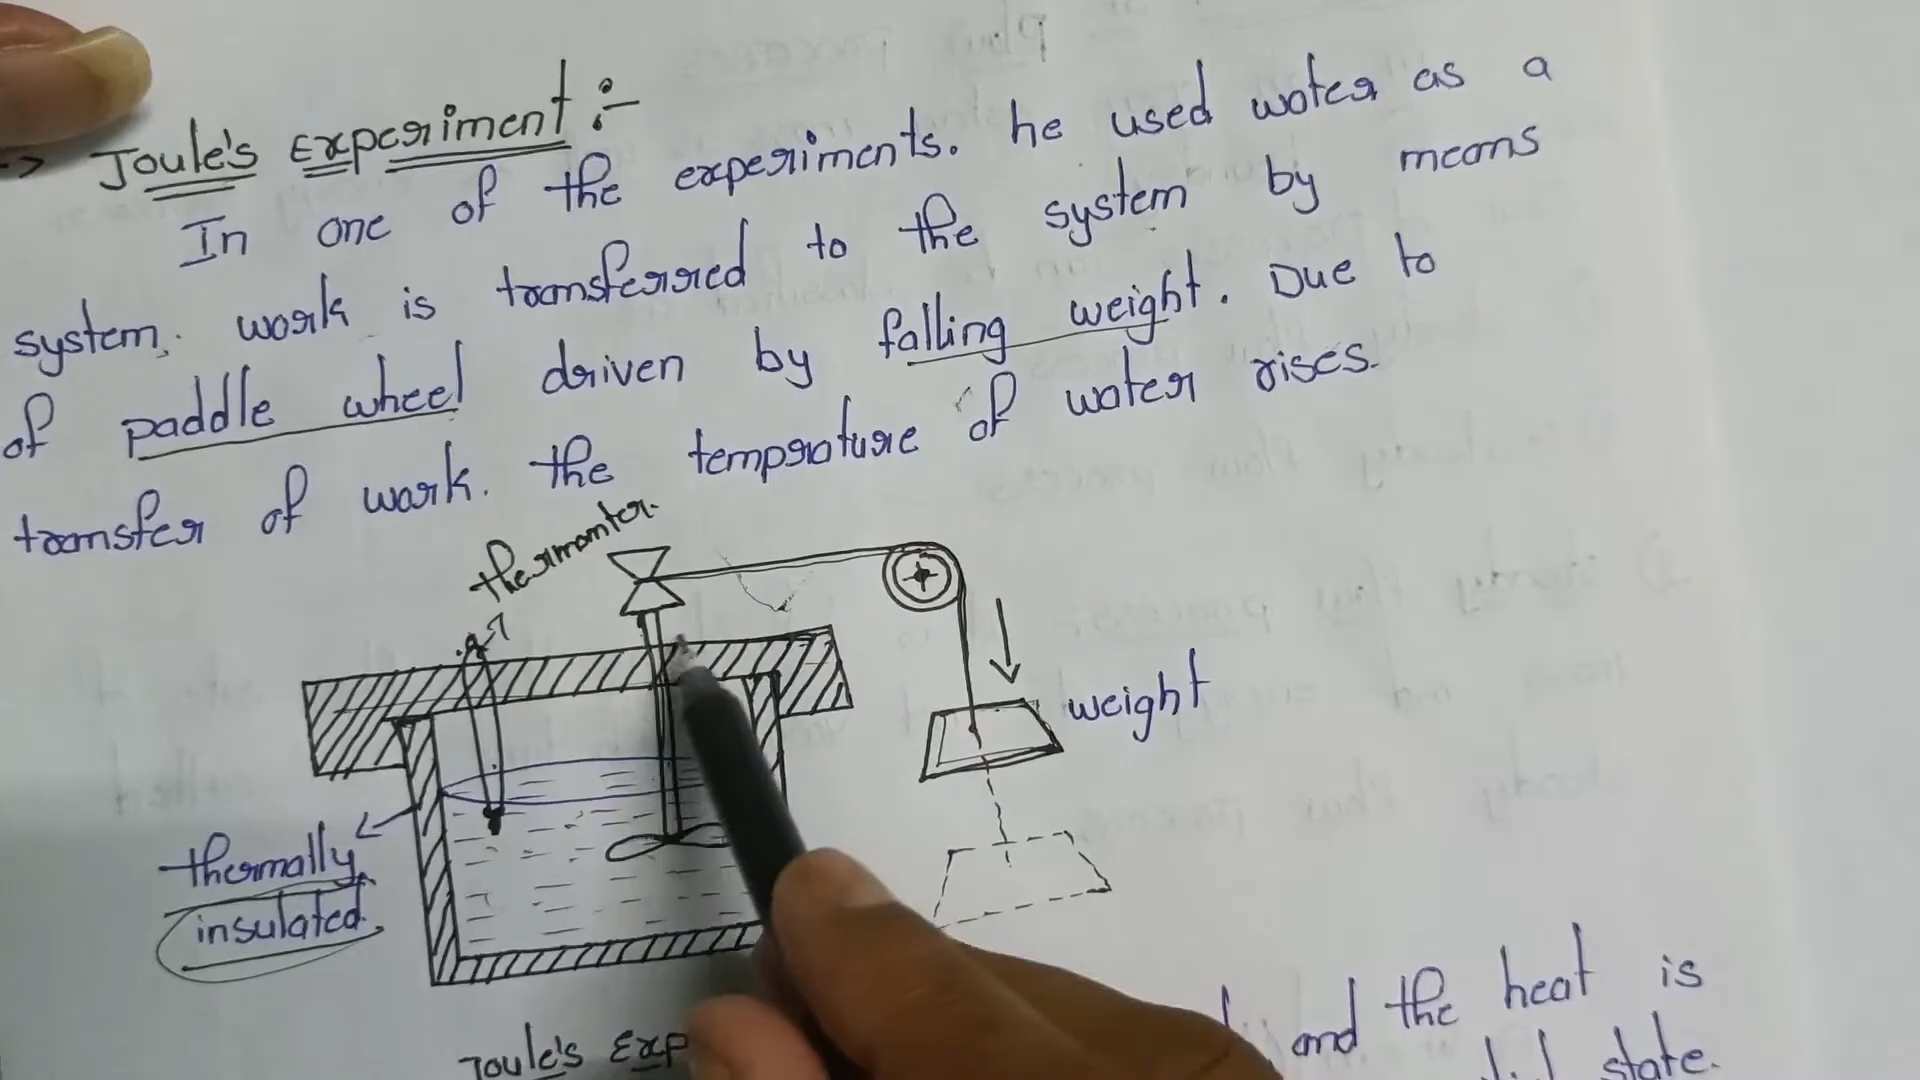 -> Joule's Experiment :-
In one of the experiments. he used water as a
system. work is transferred to the system by means
of paddle wheel driven by falling weight. Due to
transfer of work. the temprature of water rises.
thermomter.
weight
thermally
insulated.
Joule's Exp
and the heat is
state.